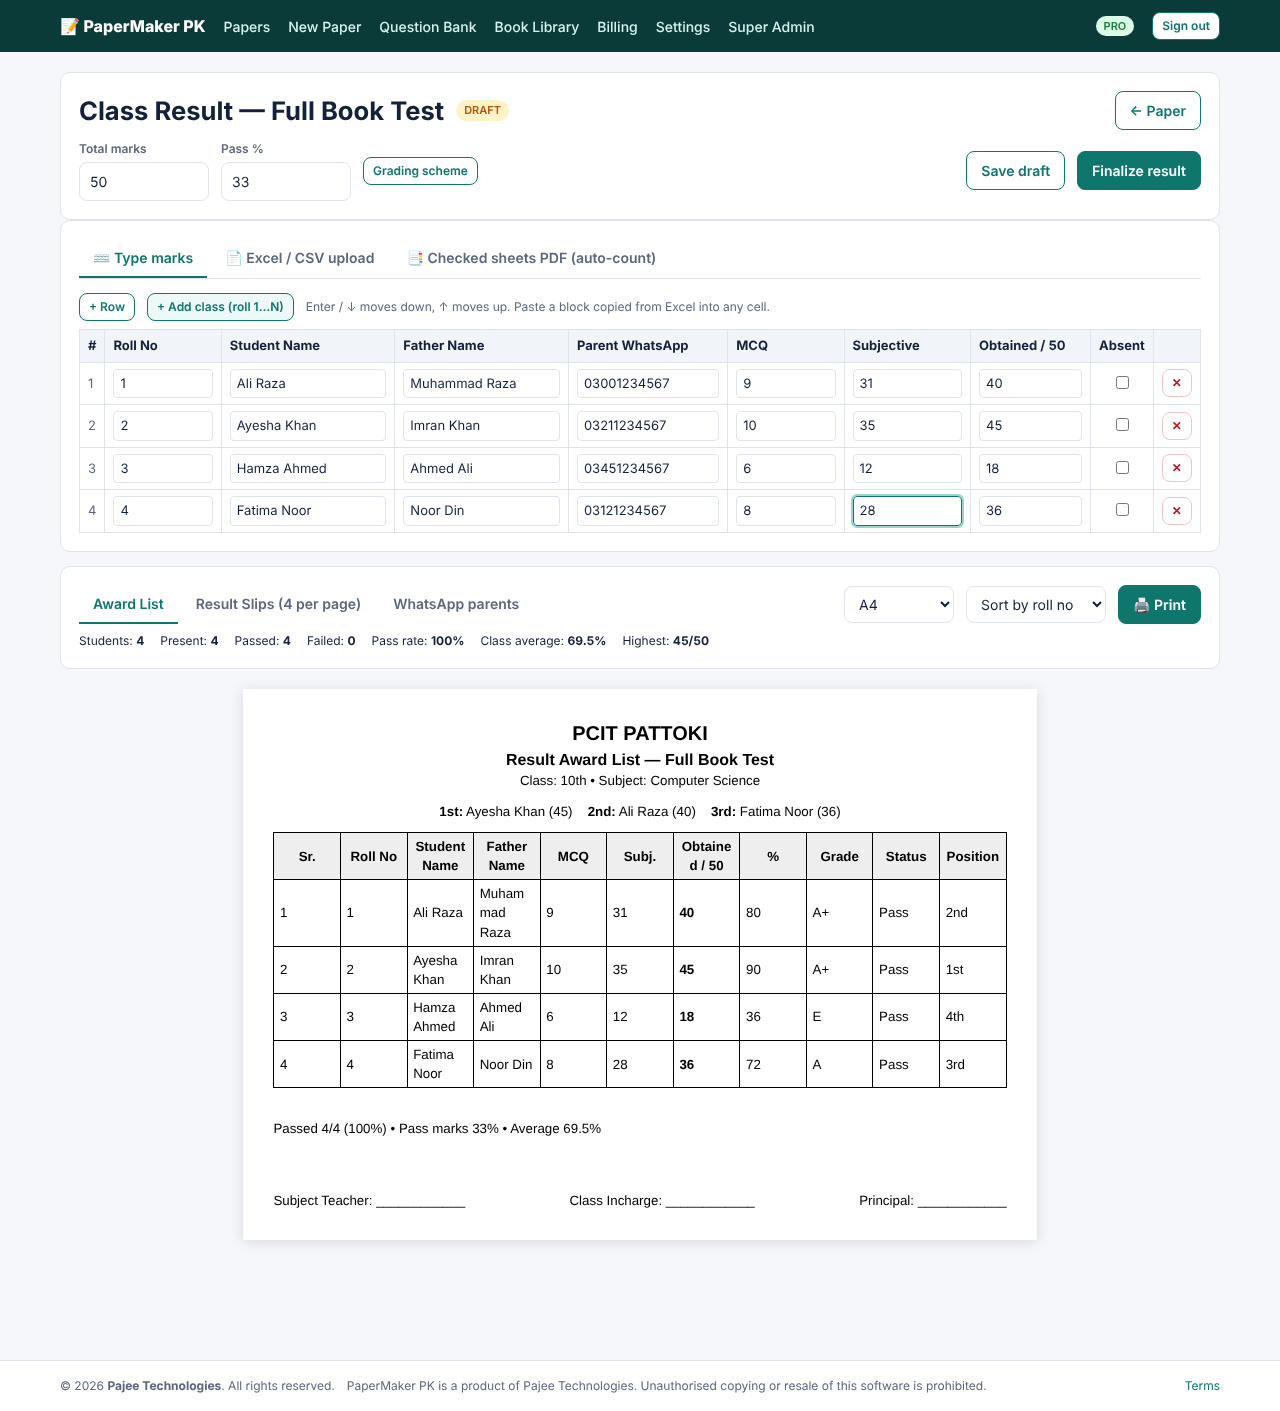 📝 PaperMaker PK Papers New Paper Question Bank Book Library Billing Settings Super Admin PRO Sign out
Class Result — Full Book Test DRAFT ← Paper
Total marks Pass %
50 33 Grading scheme Save draft Finalize result
⌨️ Type marks 📄 Excel / CSV upload 📑 Checked sheets PDF (auto-count)
+ Row + Add class (roll 1…N) Enter / ↓ moves down, ↑ moves up. Paste a block copied from Excel into any cell.
# Roll No Student Name Father Name Parent WhatsApp MCQ Subjective Obtained / 50 Absent
1 1 Ali Raza Muhammad Raza 03001234567 9 31 40 ✕
2 2 Ayesha Khan Imran Khan 03211234567 10 35 45 ✕
3 3 Hamza Ahmed Ahmed Ali 03451234567 6 12 18 ✕
4 4 Fatima Noor Noor Din 03121234567 8 28 36 ✕
Award List Result Slips (4 per page) WhatsApp parents A4 Sort by roll no 🖨️ Print
Students: 4 Present: 4 Passed: 4 Failed: 0 Pass rate: 100% Class average: 69.5% Highest: 45/50
PCIT PATTOKI
Result Award List — Full Book Test
Class: 10th • Subject: Computer Science
1st: Ayesha Khan (45) 2nd: Ali Raza (40) 3rd: Fatima Noor (36)
Sr. Roll No Student Name Father Name MCQ Subj. Obtained / 50 % Grade Status Position
1 1 Ali Raza Muhammad Raza 9 31 40 80 A+ Pass 2nd
2 2 Ayesha Khan Imran Khan 10 35 45 90 A+ Pass 1st
3 3 Hamza Ahmed Ahmed Ali 6 12 18 36 E Pass 4th
4 4 Fatima Noor Noor Din 8 28 36 72 A Pass 3rd
Passed 4/4 (100%) • Pass marks 33% • Average 69.5%
Subject Teacher: ____________ Class Incharge: ____________ Principal: ____________
© 2026 Pajee Technologies. All rights reserved. PaperMaker PK is a product of Pajee Technologies. Unauthorised copying or resale of this software is prohibited. Terms